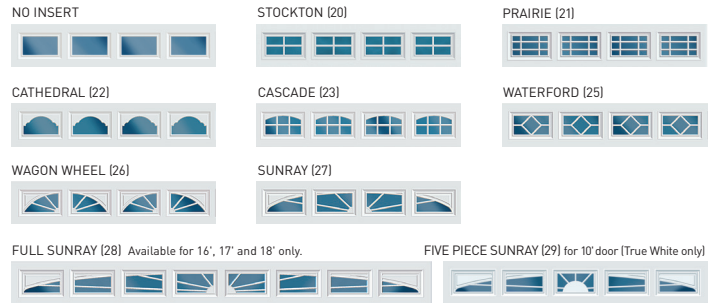 NO INSERT
STOCKTON (20)
PRAIRIE (21)
CATHEDRAL (22)
CASCADE (23)
WATERFORD (25)
WAGON WHEEL (26)
SUNRAY (27)
FULL SUNRAY (28) Available for 16', 17' and 18' only.
FIVE PIECE SUNRAY (29) for 10' door (True White only)